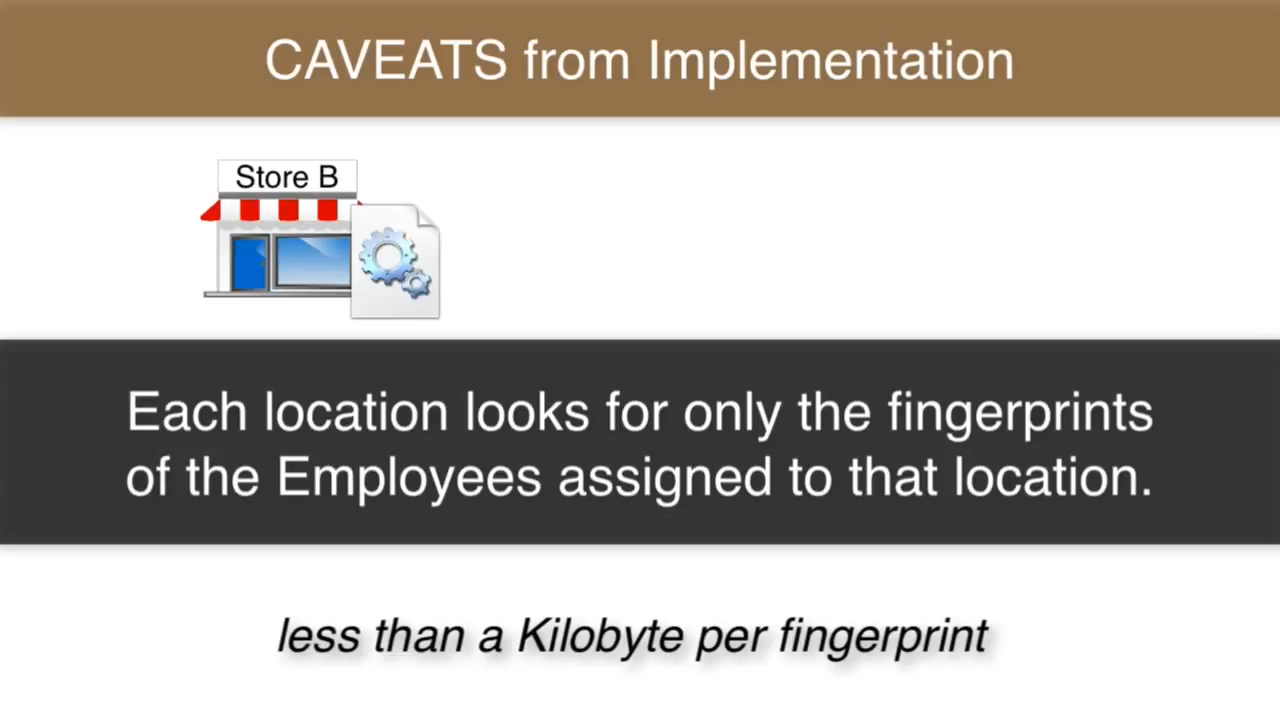 CAVEATS from Implementation
Store B
Each location looks for only the fingerprints
of the Employees assigned to that location.
less than a Kilobyte per fingerprint